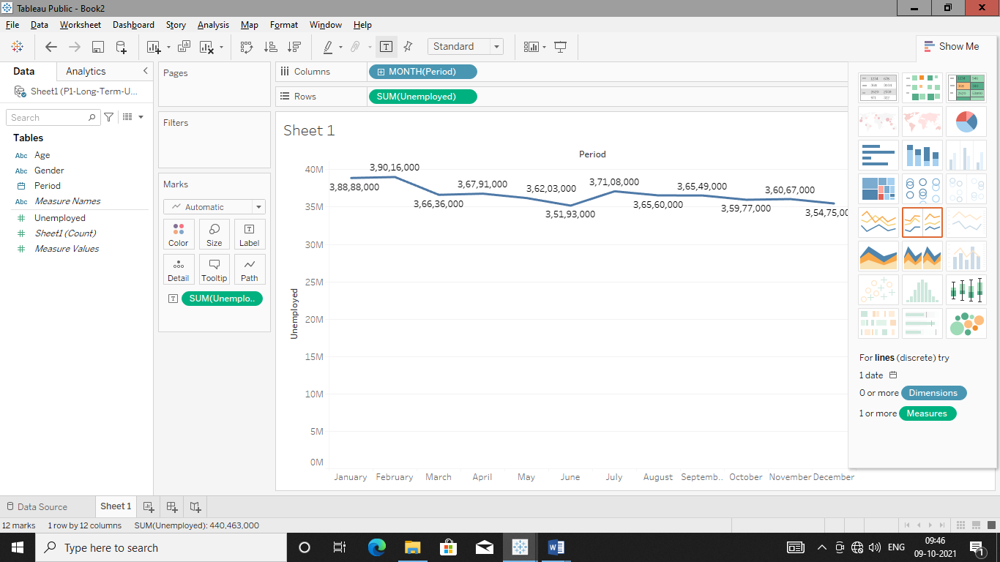 Tableau Public - Book2
File Data Worksheet Dashboard Story Analysis Map Format Window Help
Standard
Show Me
Data Analytics
Sheet1 (P1-Long-Term-U...
Search
Tables
Abc Age
Abc Gender
Period
Abc Measure Names
Unemployed
Sheet1 (Count)
Measure Values
Pages
Filters
Marks
Automatic
Color Size Label
Detail Tooltip Path
SUM(Unemplo..
Columns MONTH(Period)
Rows SUM(Unemployed)
Sheet 1
Period
Unemployed
40M
35M
30M
25M
20M
15M
10M
5M
0M
3,88,88,000
3,90,16,000
3,66,36,000
3,67,91,000
3,62,03,000
3,51,93,000
3,71,08,000
3,65,60,000
3,65,49,000
3,59,77,000
3,60,67,000
3,54,75,00
January February March April May June July August Septemb.. October November December
For lines (discrete) try
1 date
0 or more Dimensions
1 or more Measures
Data Source Sheet 1
12 marks 1 row by 12 columns SUM(Unemployed): 440,463,000
Type here to search
ENG
09:46
09-10-2021
1